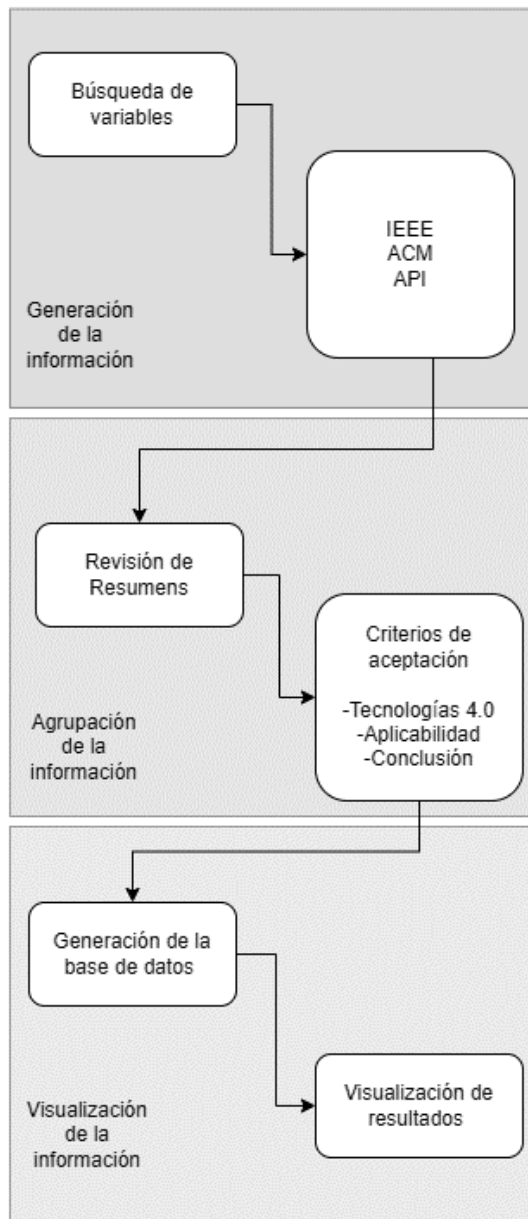 Búsqueda de
variables
IEEE
ACM
API
Generación
de la
información
Revisión de
Resumens
Criterios de
aceptación
-Tecnologías 4.0
-Aplicabilidad
-Conclusión
Agrupación
de la
información
Generación de la
base de datos
Visualización de
resultados
Visualización
de la
información